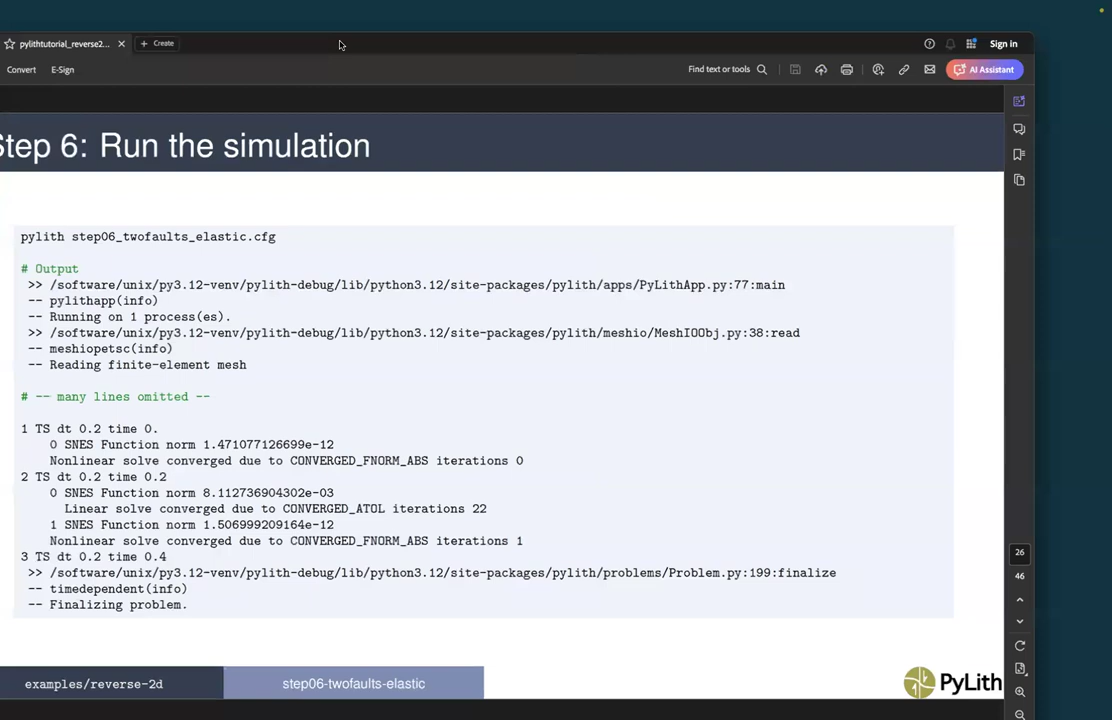 pylithtutorial_reverse2...
Create
Sign in
Convert
E-Sign
Find text or tools
AI Assistant
Step 6: Run the simulation
pylith step06_twofaults_elastic.cfg
# Output
>> /software/unix/py3.12-venv/pylith-debug/lib/python3.12/site-packages/pylith/apps/PyLithApp.py:77:main
-- pylithapp(info)
-- Running on 1 process(es).
>> /software/unix/py3.12-venv/pylith-debug/lib/python3.12/site-packages/pylith/meshio/MeshIOObj.py:38:read
-- meshiopetsc(info)
-- Reading finite-element mesh
# -- many lines omitted --
1 TS dt 0.2 time 0.
0 SNES Function norm 1.471077126699e-12
Nonlinear solve converged due to CONVERGED_FNORM_ABS iterations 0
2 TS dt 0.2 time 0.2
0 SNES Function norm 8.112736904302e-03
Linear solve converged due to CONVERGED_ATOL iterations 22
1 SNES Function norm 1.506999209164e-12
Nonlinear solve converged due to CONVERGED_FNORM_ABS iterations 1
3 TS dt 0.2 time 0.4
>> /software/unix/py3.12-venv/pylith-debug/lib/python3.12/site-packages/pylith/problems/Problem.py:199:finalize
-- timedependent(info)
-- Finalizing problem.
26
46
examples/reverse-2d
step06-twofaults-elastic
PyLith